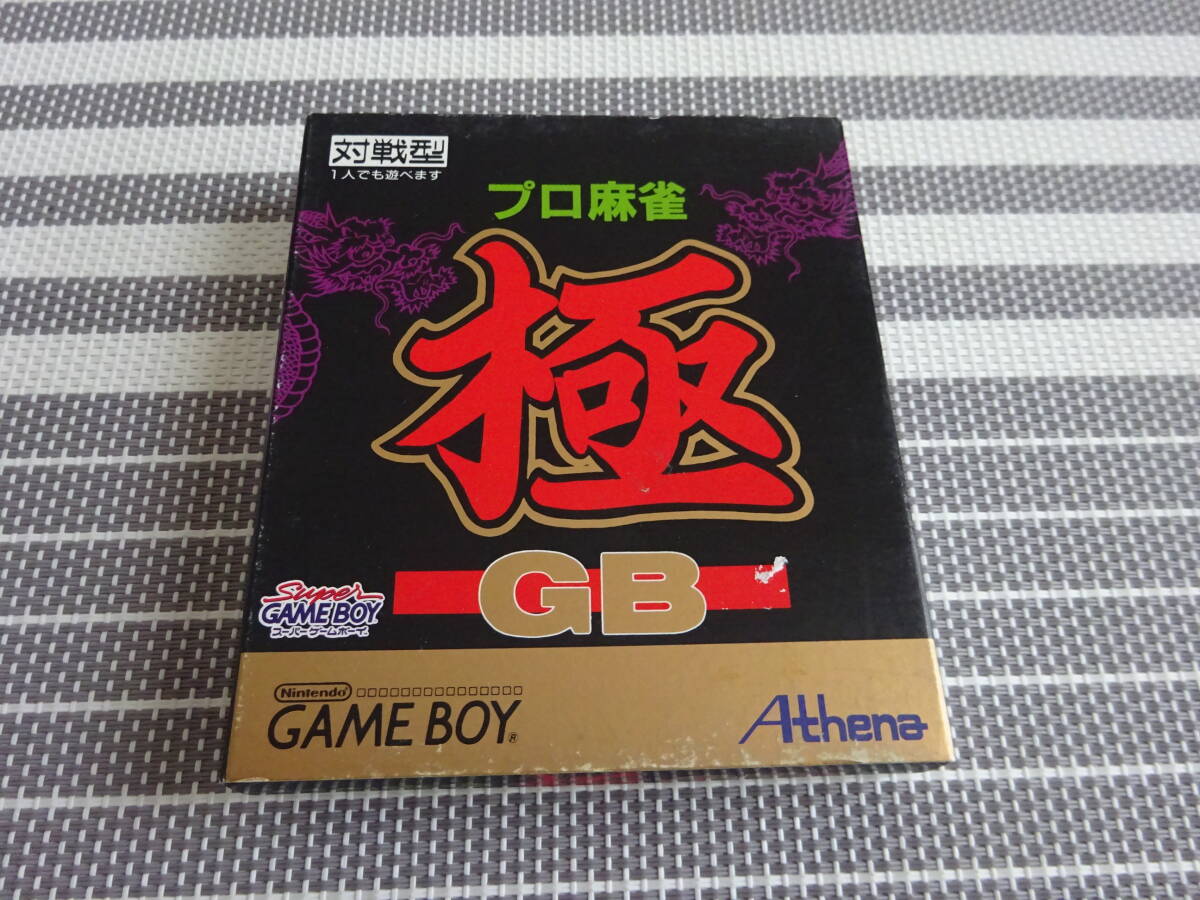 対戦型
1人でも遊べます
プロ麻雀
極
GB
Super
GAME BOY
スーパーゲームボーイ
Nintendo
GAME BOY®
Athena